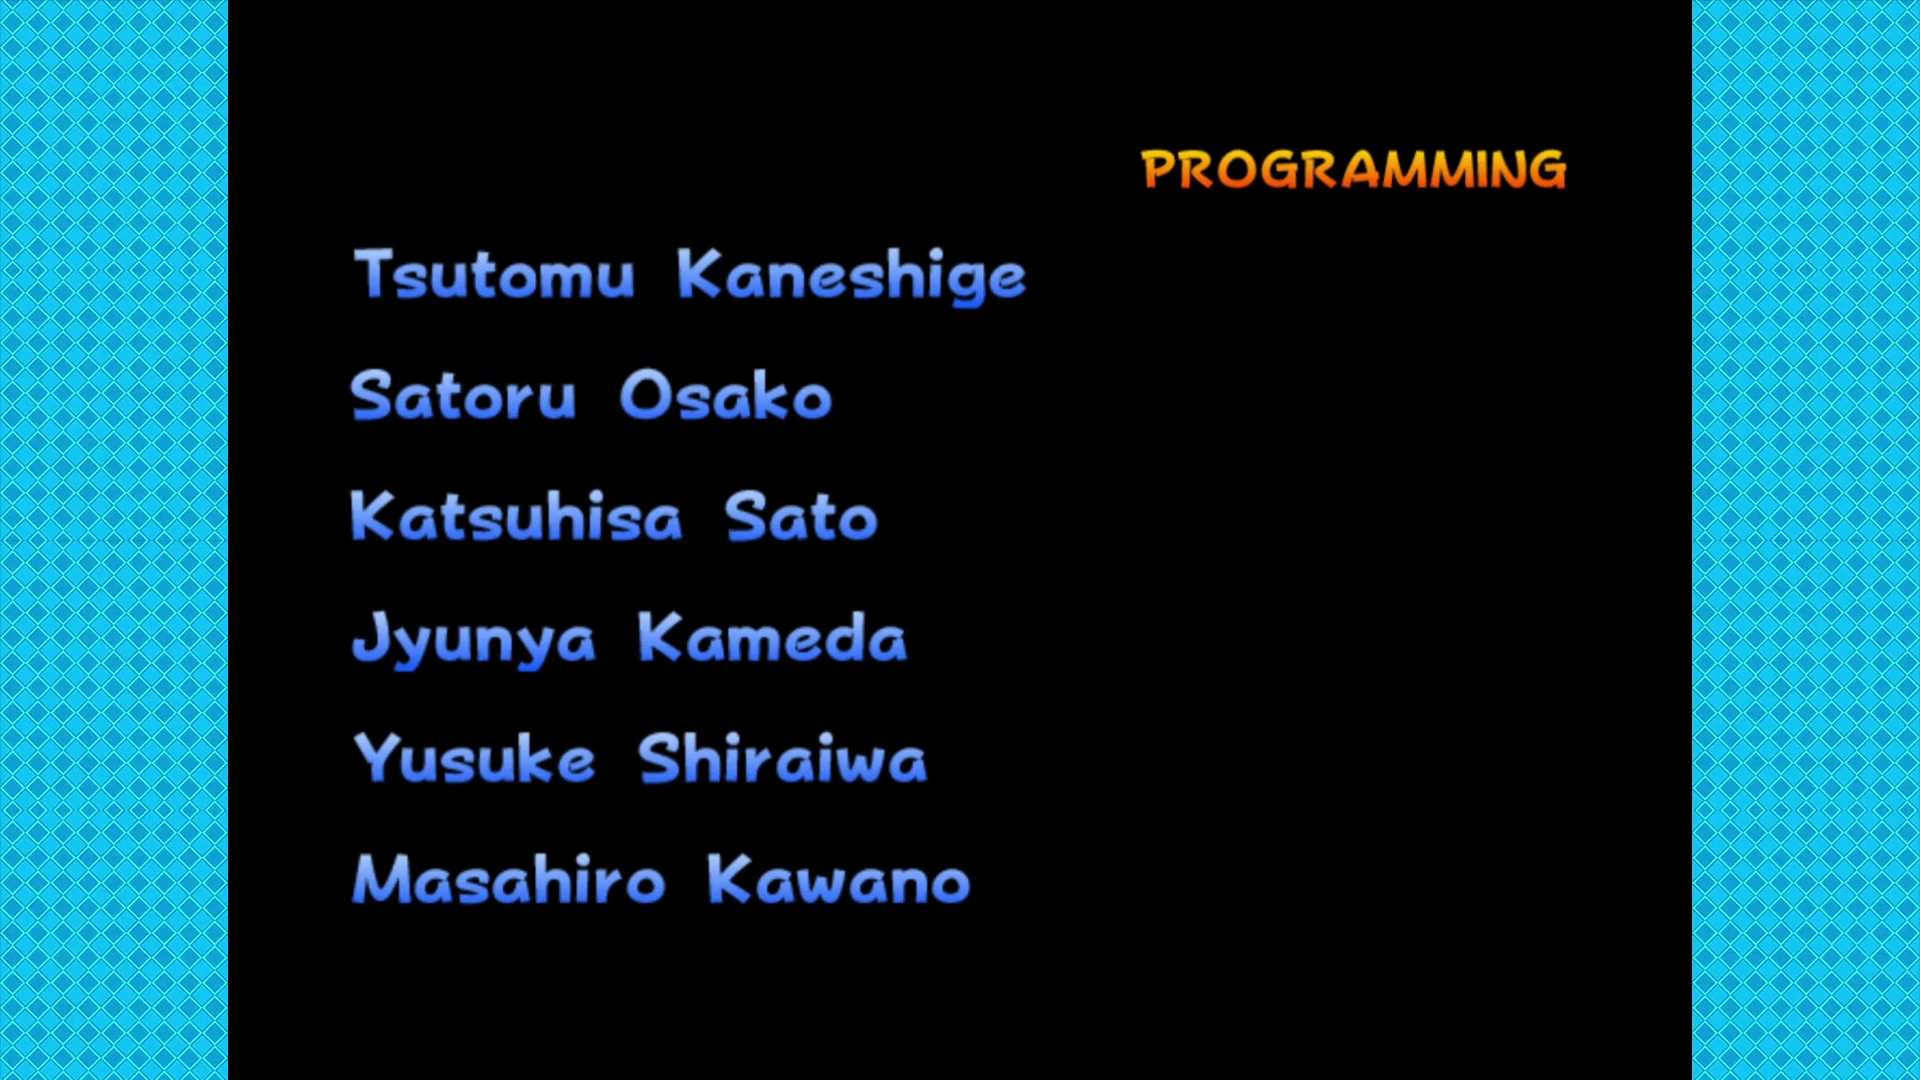 PROGRAMMING
Tsutomu Kaneshige
Satoru Osako
Katsuhisa Sato
Jyunya Kameda
Yusuke Shiraiwa
Masahiro Kawano